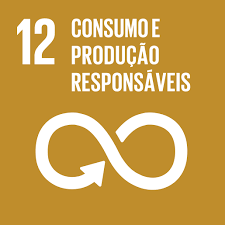 12 CONSUMO E
PRODUÇÃO
RESPONSÁVEIS